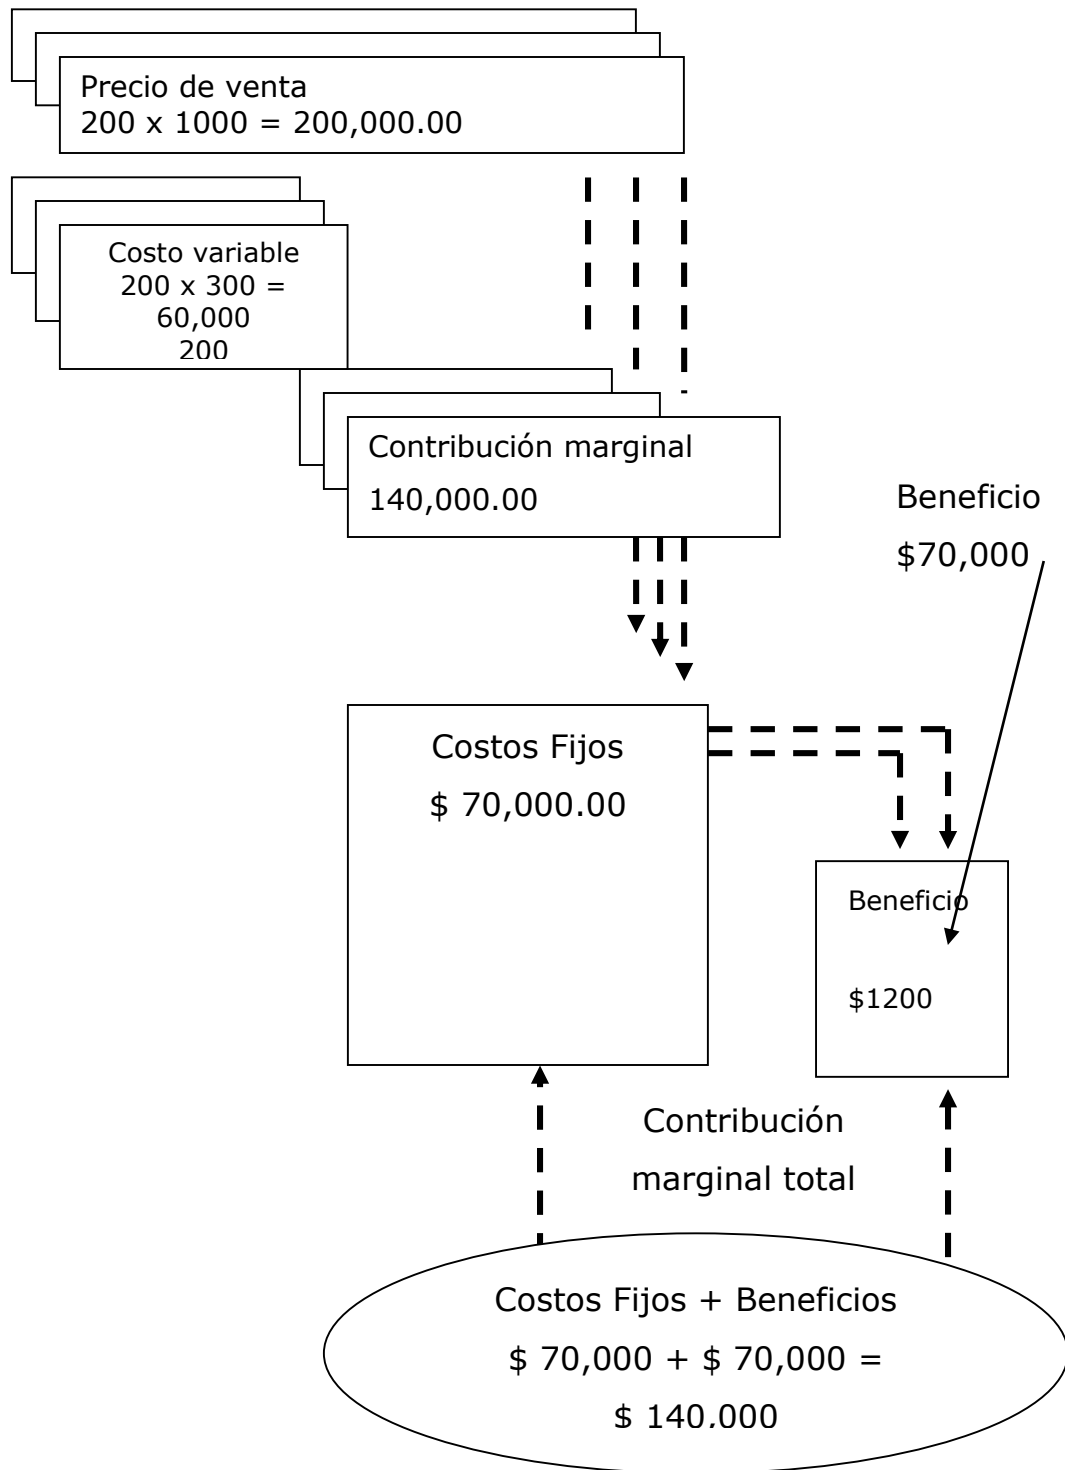 Precio de venta
200 x 1000 = 200,000.00
Costo variable
200 x 300 =
60,000
200
Contribución marginal
140,000.00
Beneficio
$70,000
Costos Fijos
$ 70,000.00
Beneficio
$1200
Contribución
marginal total
Costos Fijos + Beneficios
$ 70,000 + $ 70,000 =
$ 140,000